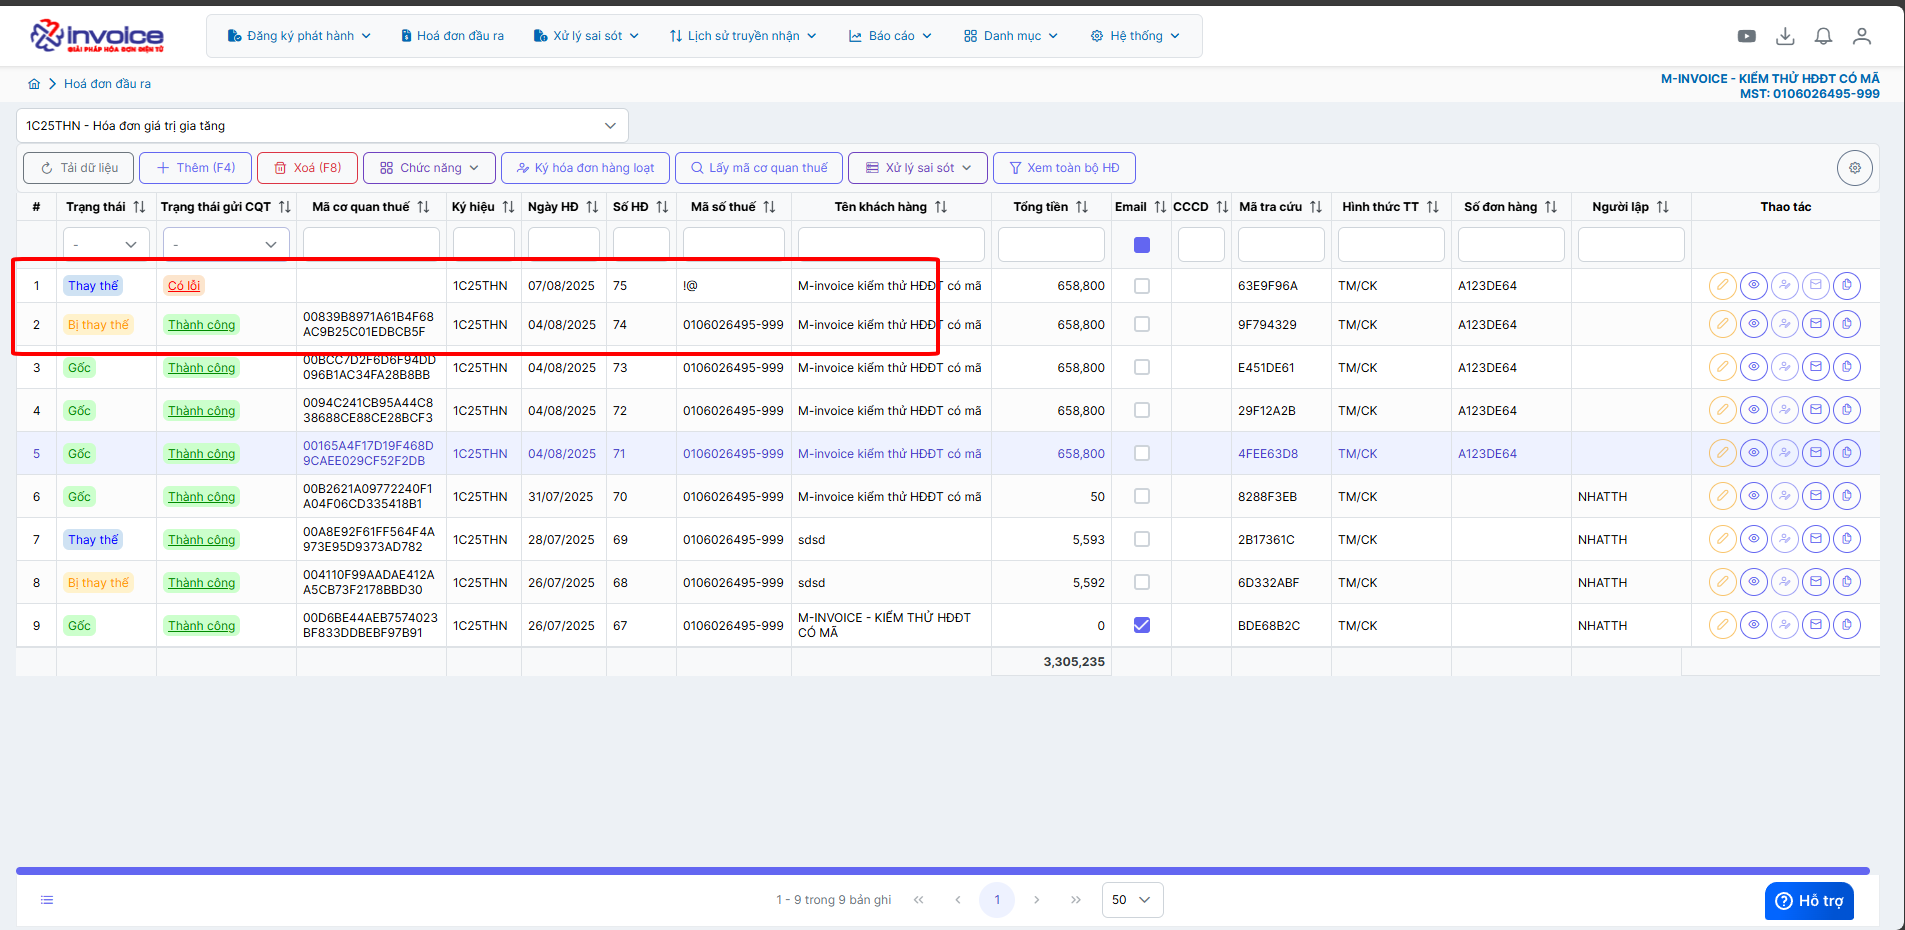 invoice
GIẢI PHÁP HÓA ĐƠN ĐIỆN TỬ
Đăng ký phát hành
Hoá đơn đầu ra
Xử lý sai sót
Lịch sử truyền nhận
Báo cáo
Danh mục
Hệ thống
Hoá đơn đầu ra
M-INVOICE - KIỂM THỬ HĐĐT CÓ MÃ
MST: 0106026495-999
1C25THN - Hóa đơn giá trị gia tăng
Tải dữ liệu
Thêm (F4)
Xoá (F8)
Chức năng
Ký hóa đơn hàng loạt
Lấy mã cơ quan thuế
Xử lý sai sót
Xem toàn bộ HĐ
# Trạng thái Trạng thái gửi CQT Mã cơ quan thuế Ký hiệu Ngày HĐ Số HĐ Mã số thuế Tên khách hàng Tổng tiền Email CCCD Mã tra cứu Hình thức TT Số đơn hàng Người lập Thao tác
- -
1 Thay thế Có lỗi 1C25THN 07/08/2025 75 !@ M-invoice kiểm thử HĐĐT có mã 658,800 63E9F96A TM/CK A123DE64
2 Bị thay thế Thành công 00839B8971A61B4F68
AC9B25C01EDBCB5F 1C25THN 04/08/2025 74 0106026495-999 M-invoice kiểm thử HĐĐT có mã 658,800 9F794329 TM/CK A123DE64
3 Gốc Thành công 00BCC7D2F6D6F94DD
096B1AC34FA28B8BB 1C25THN 04/08/2025 73 0106026495-999 M-invoice kiểm thử HĐĐT có mã 658,800 E451DE61 TM/CK A123DE64
4 Gốc Thành công 0094C241CB95A44C8
38688CE88CE28BCF3 1C25THN 04/08/2025 72 0106026495-999 M-invoice kiểm thử HĐĐT có mã 658,800 29F12A2B TM/CK A123DE64
5 Gốc Thành công 00165A4F17D19F468D
9CAEE029CF52F2DB 1C25THN 04/08/2025 71 0106026495-999 M-invoice kiểm thử HĐĐT có mã 658,800 4FEE63D8 TM/CK A123DE64
6 Gốc Thành công 00B2621A09772240F1
A04F06CD335418B1 1C25THN 31/07/2025 70 0106026495-999 M-invoice kiểm thử HĐĐT có mã 50 8288F3EB TM/CK NHATTH
7 Thay thế Thành công 00A8E92F61FF564F4A
973E95D9373AD782 1C25THN 28/07/2025 69 0106026495-999 sdsd 5,593 2B17361C TM/CK NHATTH
8 Bị thay thế Thành công 004110F99AADAE412A
A5CB73F2178BBD30 1C25THN 26/07/2025 68 0106026495-999 sdsd 5,592 6D332ABF TM/CK NHATTH
9 Gốc Thành công 00D6BE44AEB7574023
BF833DDBEBF97B91 1C25THN 26/07/2025 67 0106026495-999 M-INVOICE - KIỂM THỬ HĐĐT
CÓ MÃ 0 BDE68B2C TM/CK NHATTH
3,305,235
1 - 9 trong 9 bản ghi
1
50
Hỗ trợ